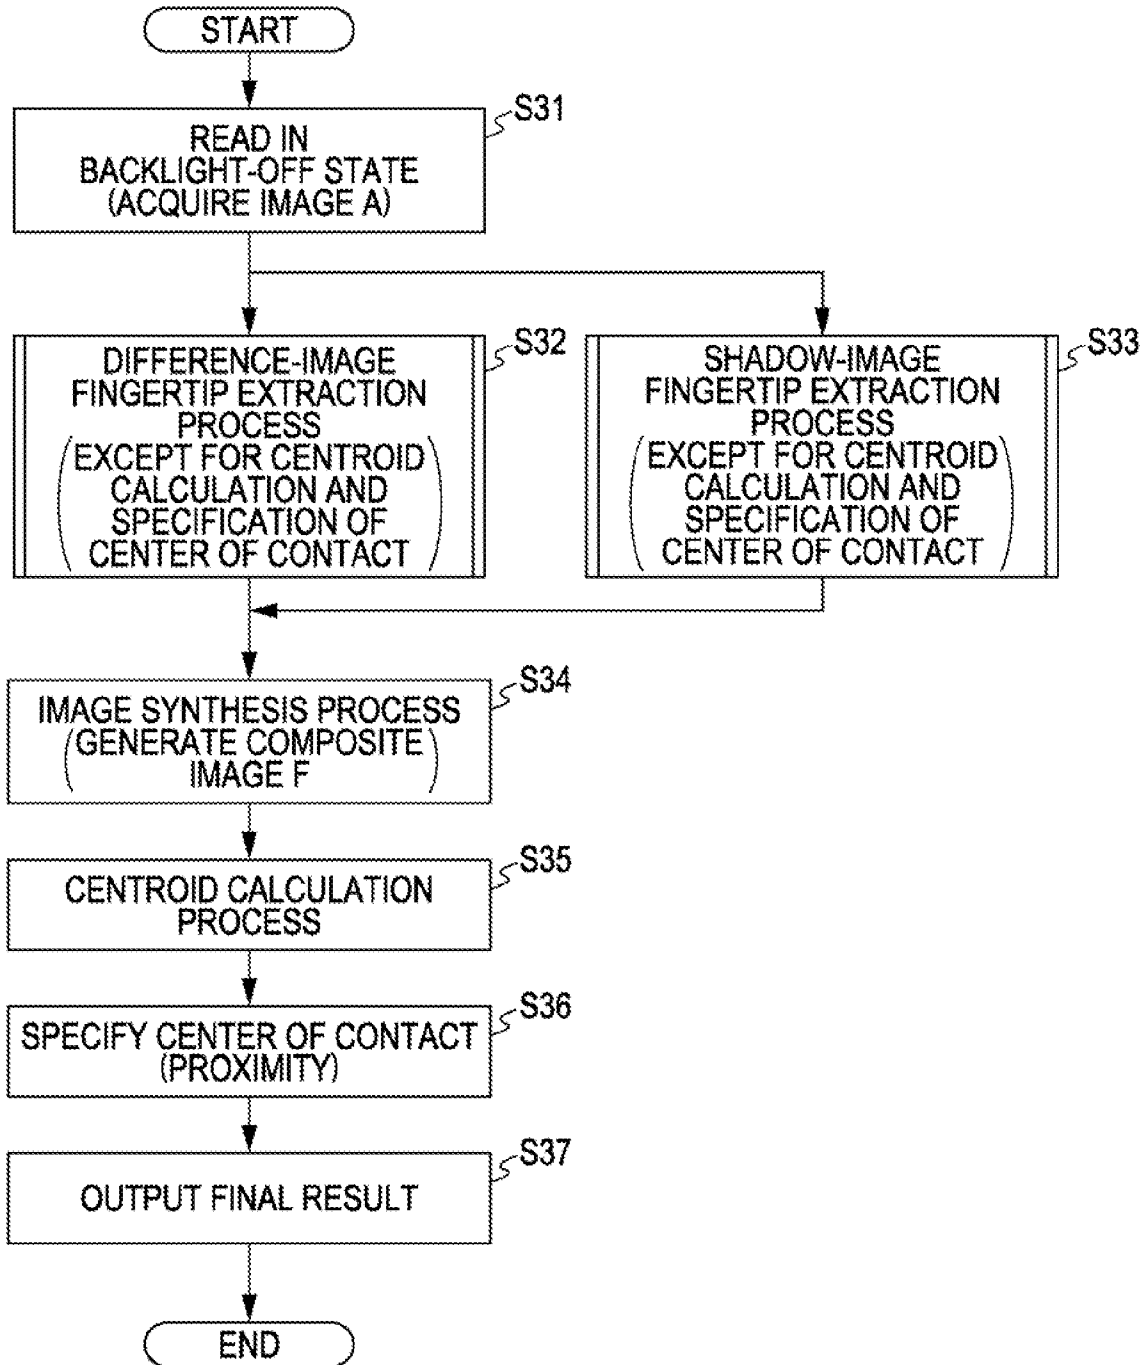 START
S31
READ IN
BACKLIGHT-OFF STATE
(ACQUIRE IMAGE A)
S32
DIFFERENCE-IMAGE
FINGERTIP EXTRACTION
PROCESS
(EXCEPT FOR CENTROID
CALCULATION AND
SPECIFICATION OF
CENTER OF CONTACT)
S33
SHADOW-IMAGE
FINGERTIP EXTRACTION
PROCESS
(EXCEPT FOR CENTROID
CALCULATION AND
SPECIFICATION OF
CENTER OF CONTACT)
S34
IMAGE SYNTHESIS PROCESS
(GENERATE COMPOSITE
IMAGE F)
S35
CENTROID CALCULATION
PROCESS
S36
SPECIFY CENTER OF CONTACT
(PROXIMITY)
S37
OUTPUT FINAL RESULT
END